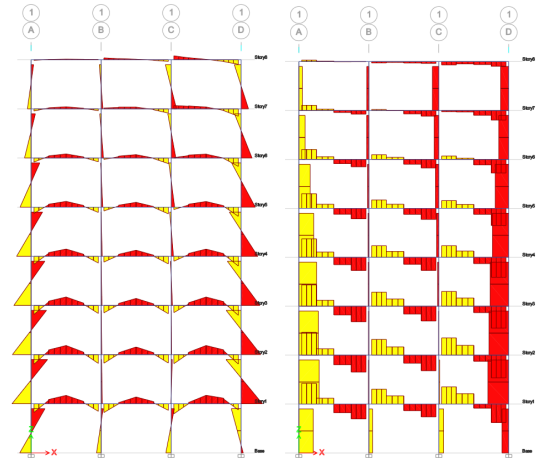 1 1 1 1
A B C D
Story8
Story7
Story6
Story5
Story4
Story3
Story2
Story1
X
Base
1 1 1 1
A B C D
Story8
Story7
Story6
Story5
Story4
Story3
Story2
Story1
X
Base